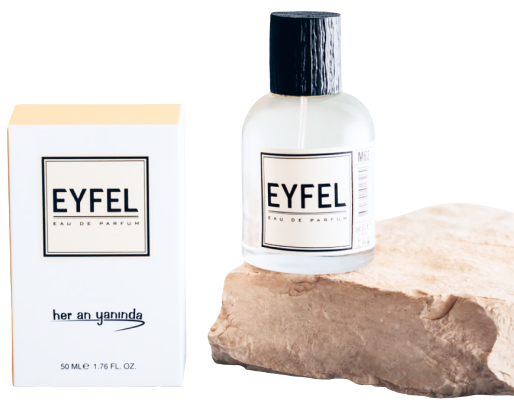 EYFEL
EAU DE PARFUM
her an yanında
50 ML℮ 1.76 FL. OZ.
EYFEL
EAU DE PARFUM